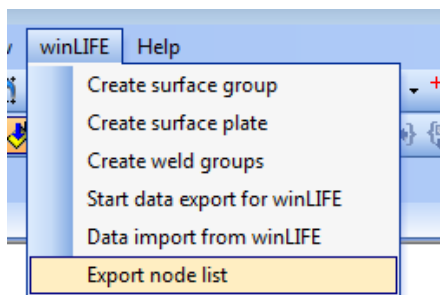 winLIFE Help
Create surface group
Create surface plate
Create weld groups
Start data export for winLIFE
Data import from winLIFE
Export node list